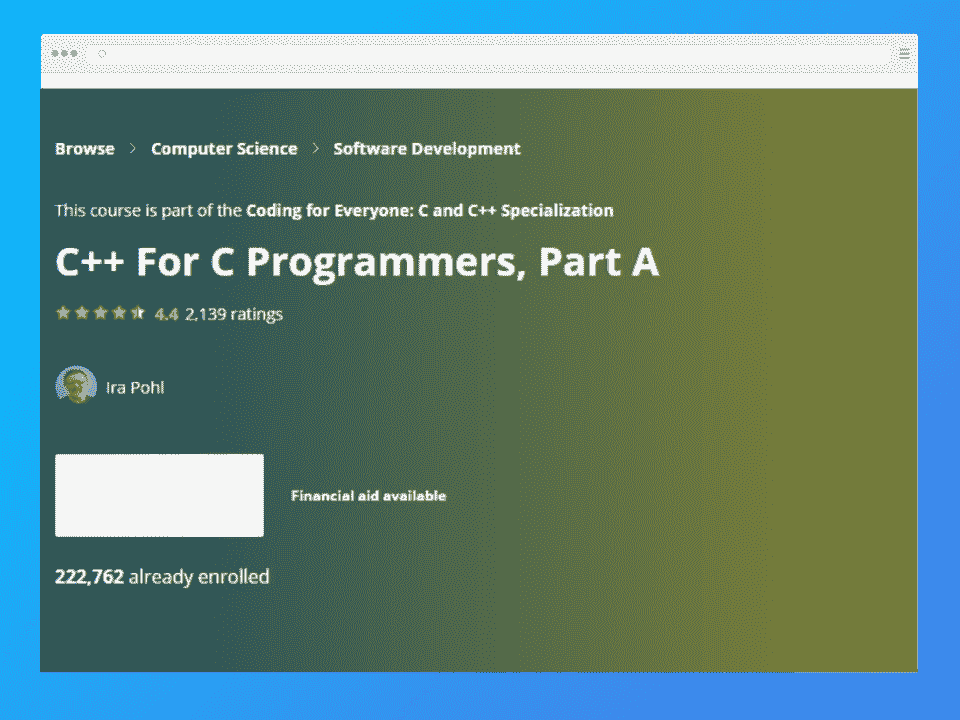 Browse > Computer Science > Software Development
This course is part of the Coding for Everyone: C and C++ Specialization
C++ For C Programmers, Part A
4.4 2,139 ratings
Ira Pohl
Financial aid available
222,762 already enrolled